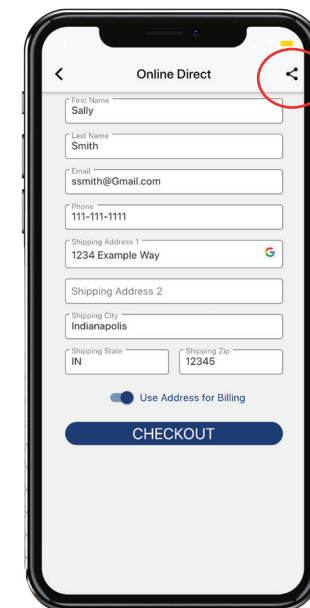 Online Direct
First Name
Sally
Last Name
Smith
Email
ssmith@Gmail.com
Phone
111-111-1111
Shipping Address 1
1234 Example Way
G
Shipping Address 2
Shipping City
Indianapolis
Shipping State
IN
Shipping Zip
12345
Use Address for Billing
CHECKOUT